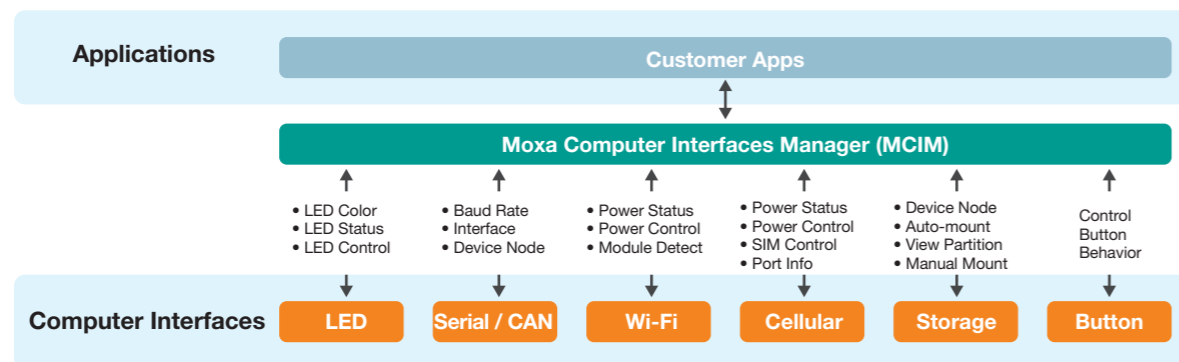 Applications
Customer Apps
Moxa Computer Interfaces Manager (MCIM)
• LED Color
• LED Status
• LED Control
• Baud Rate
• Interface
• Device Node
• Power Status
• Power Control
• Module Detect
• Power Status
• Power Control
• SIM Control
• Port Info
• Device Node
• Auto-mount
• View Partition
• Manual Mount
Control
Button
Behavior
Computer Interfaces
LED
Serial / CAN
Wi-Fi
Cellular
Storage
Button